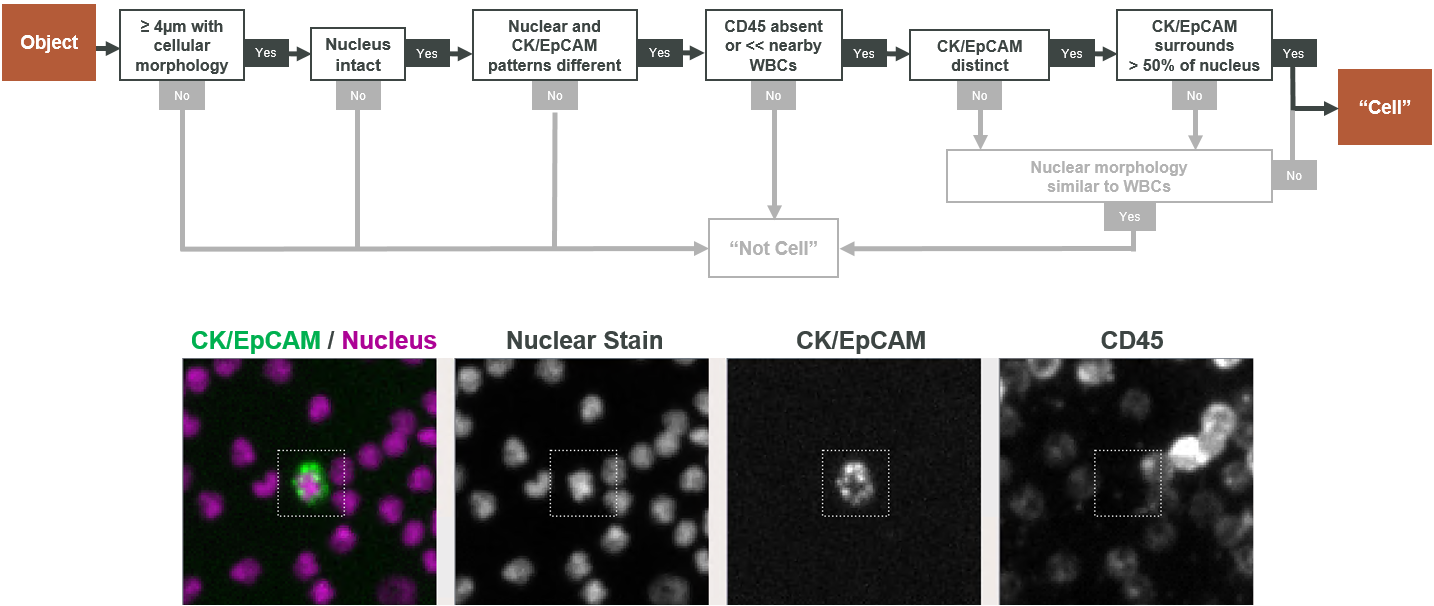 Object
≥ 4µm with
cellular
morphology
Yes
Nucleus
intact
Yes
Nuclear and
CK/EpCAM
patterns different
Yes
CD45 absent
or << nearby
WBCs
Yes
CK/EpCAM
distinct
Yes
CK/EpCAM
surrounds
> 50% of nucleus
Yes
No
No
No
No
No
No
“Cell”
Nuclear morphology
similar to WBCs
No
Yes
“Not Cell”
CK/EpCAM / Nucleus
Nuclear Stain
CK/EpCAM
CD45